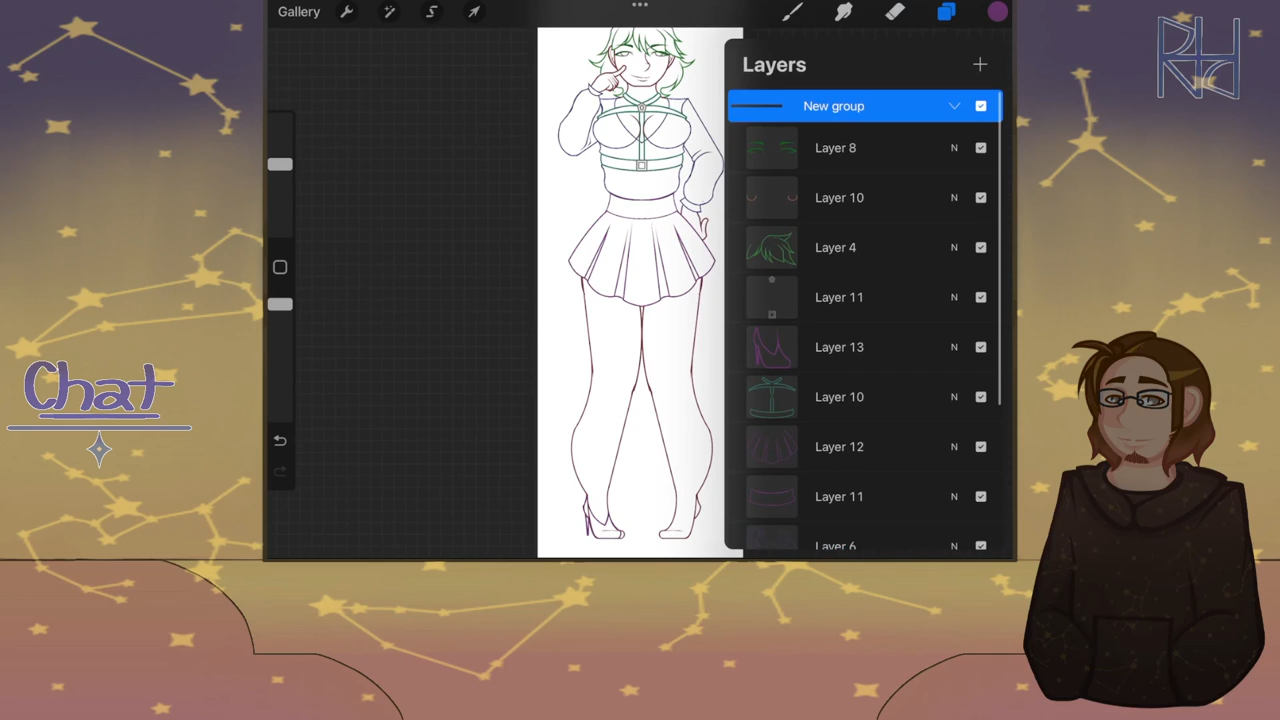 Gallery
Layers
New group
Layer 8 N
Layer 10 N
Layer 4 N
Layer 11 N
Layer 13 N
Layer 10 N
Layer 12 N
Layer 11 N
Layer 6 N
Chat